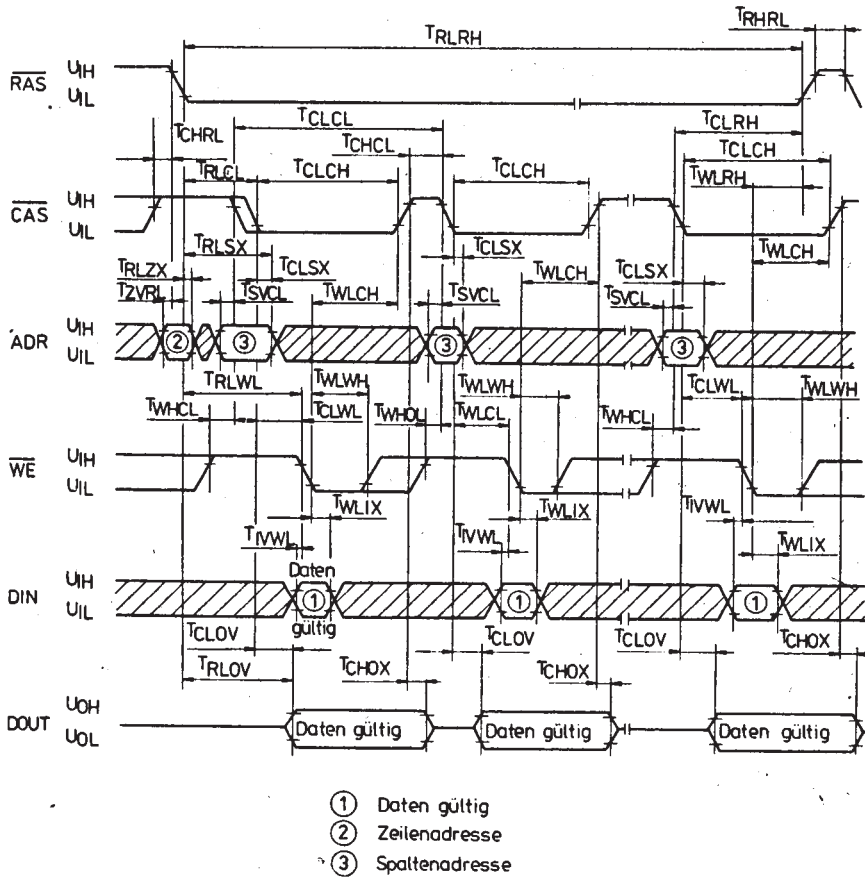 TRLRH TRHRL
RAS UIH
UIL
TCLCL TCLRH
TCHRL TCHCL TCLCH
TRLCL TCLCH TCLCH TWLRH
CAS UIH
UIL
TRLSX TCLSX TWLCH
TRLZX TCLSX TWLCH TCLSX
TZVRL TSVCL TWLCH TSVCL TSVCL
ADR UIH
UIL
2 3 3 3
TRLWL TWLWH TWLWH TCLWL TWLWH
TWHCL TCLWL TWHCL TWLCL TWHCL
WE UIH
UIL
TWLIX TWLIX TIVWL
TIVWL TIVWL TWLIX
DIN UIH
UIL
Daten
1 1 1
gültig
TCLOV TCLOV TCLOV TCHOX
TRLOV TCHOX TCHOX
DOUT UOH
UOL
Daten gültig Daten gültig Daten gültig
1 Daten gültig
2 Zeilenadresse
3 Spaltenadresse